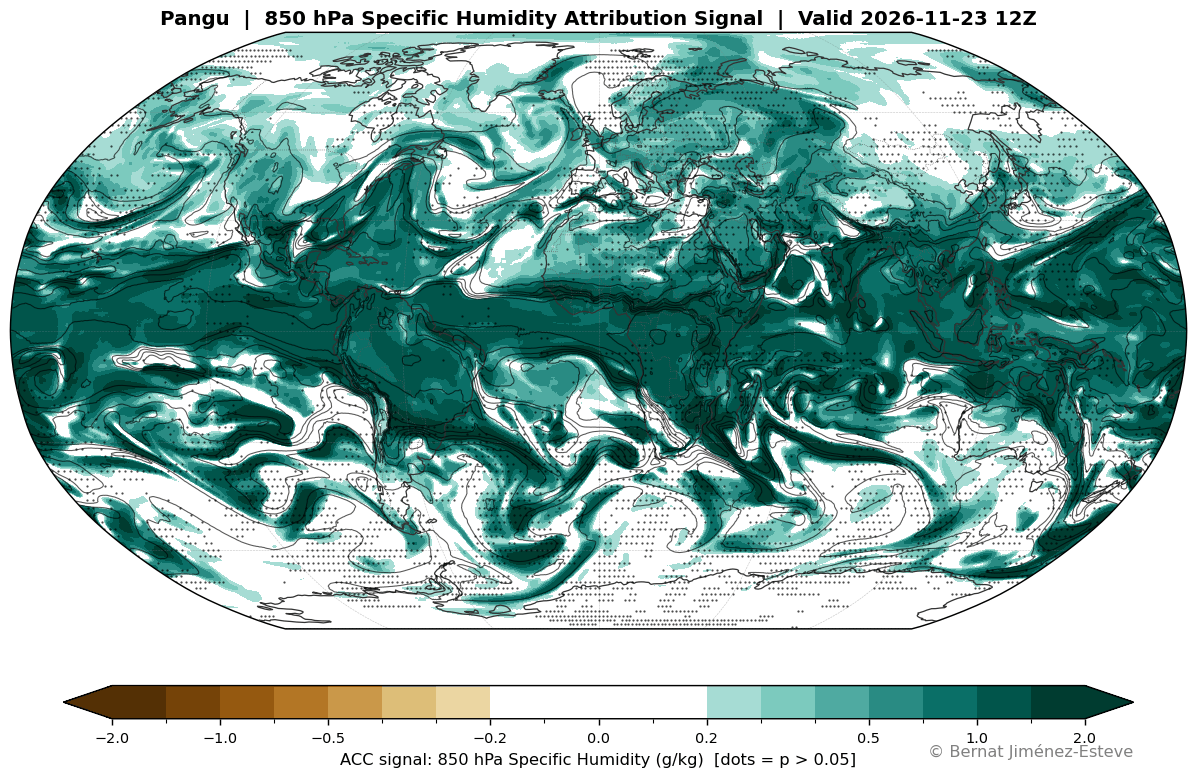 Pangu | 850 hPa Specific Humidity Attribution Signal | Valid 2026-11-23 12Z
−2.0 −1.0 −0.5 −0.2 0.0 0.2 0.5 1.0 2.0
ACC signal: 850 hPa Specific Humidity (g/kg) [dots = p > 0.05]
© Bernat Jiménez-Esteve